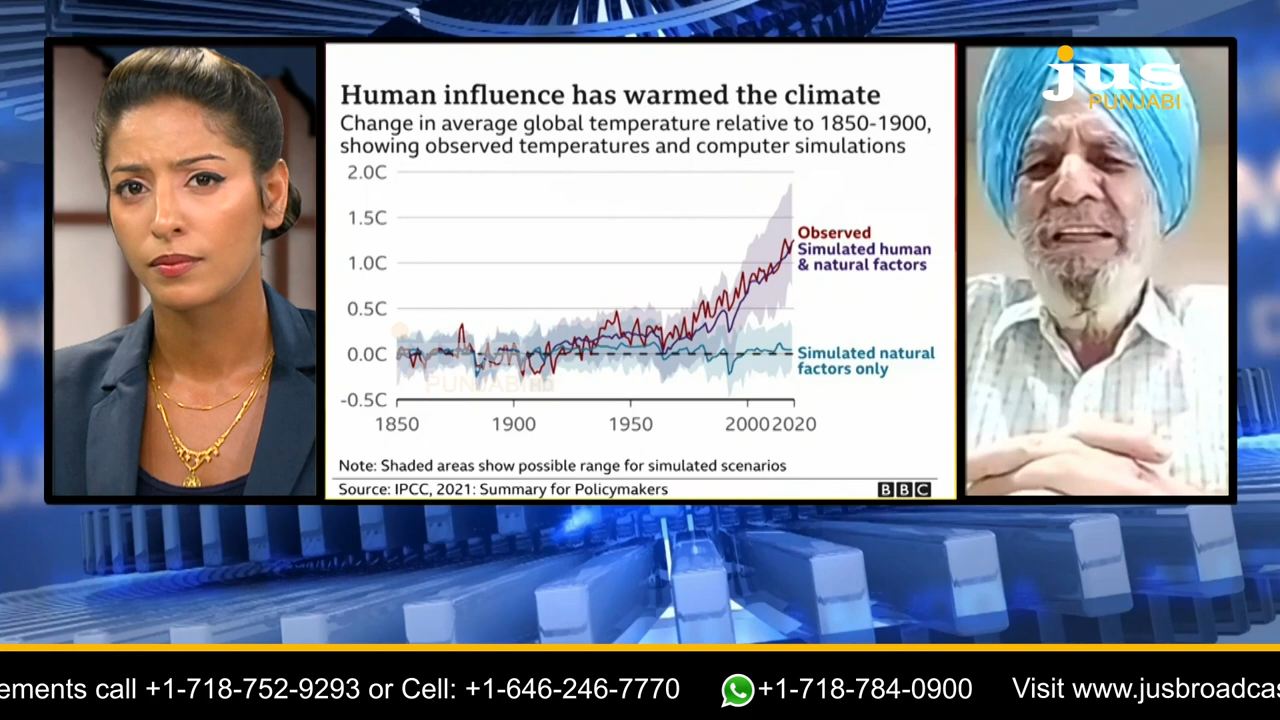 jus
PUNJABI
Human influence has warmed the climate
Change in average global temperature relative to 1850-1900,
showing observed temperatures and computer simulations
2.0C
1.5C
1.0C
0.5C
0.0C
-0.5C
Observed
Simulated human
& natural factors
Simulated natural
factors only
PUNJABI
1850 1900 1950 2000 2020
Note: Shaded areas show possible range for simulated scenarios
Source: IPCC, 2021: Summary for Policymakers
BBC
ements call +1-718-752-9293 or Cell: +1-646-246-7770 +1-718-784-0900 Visit www.jusbroadcas